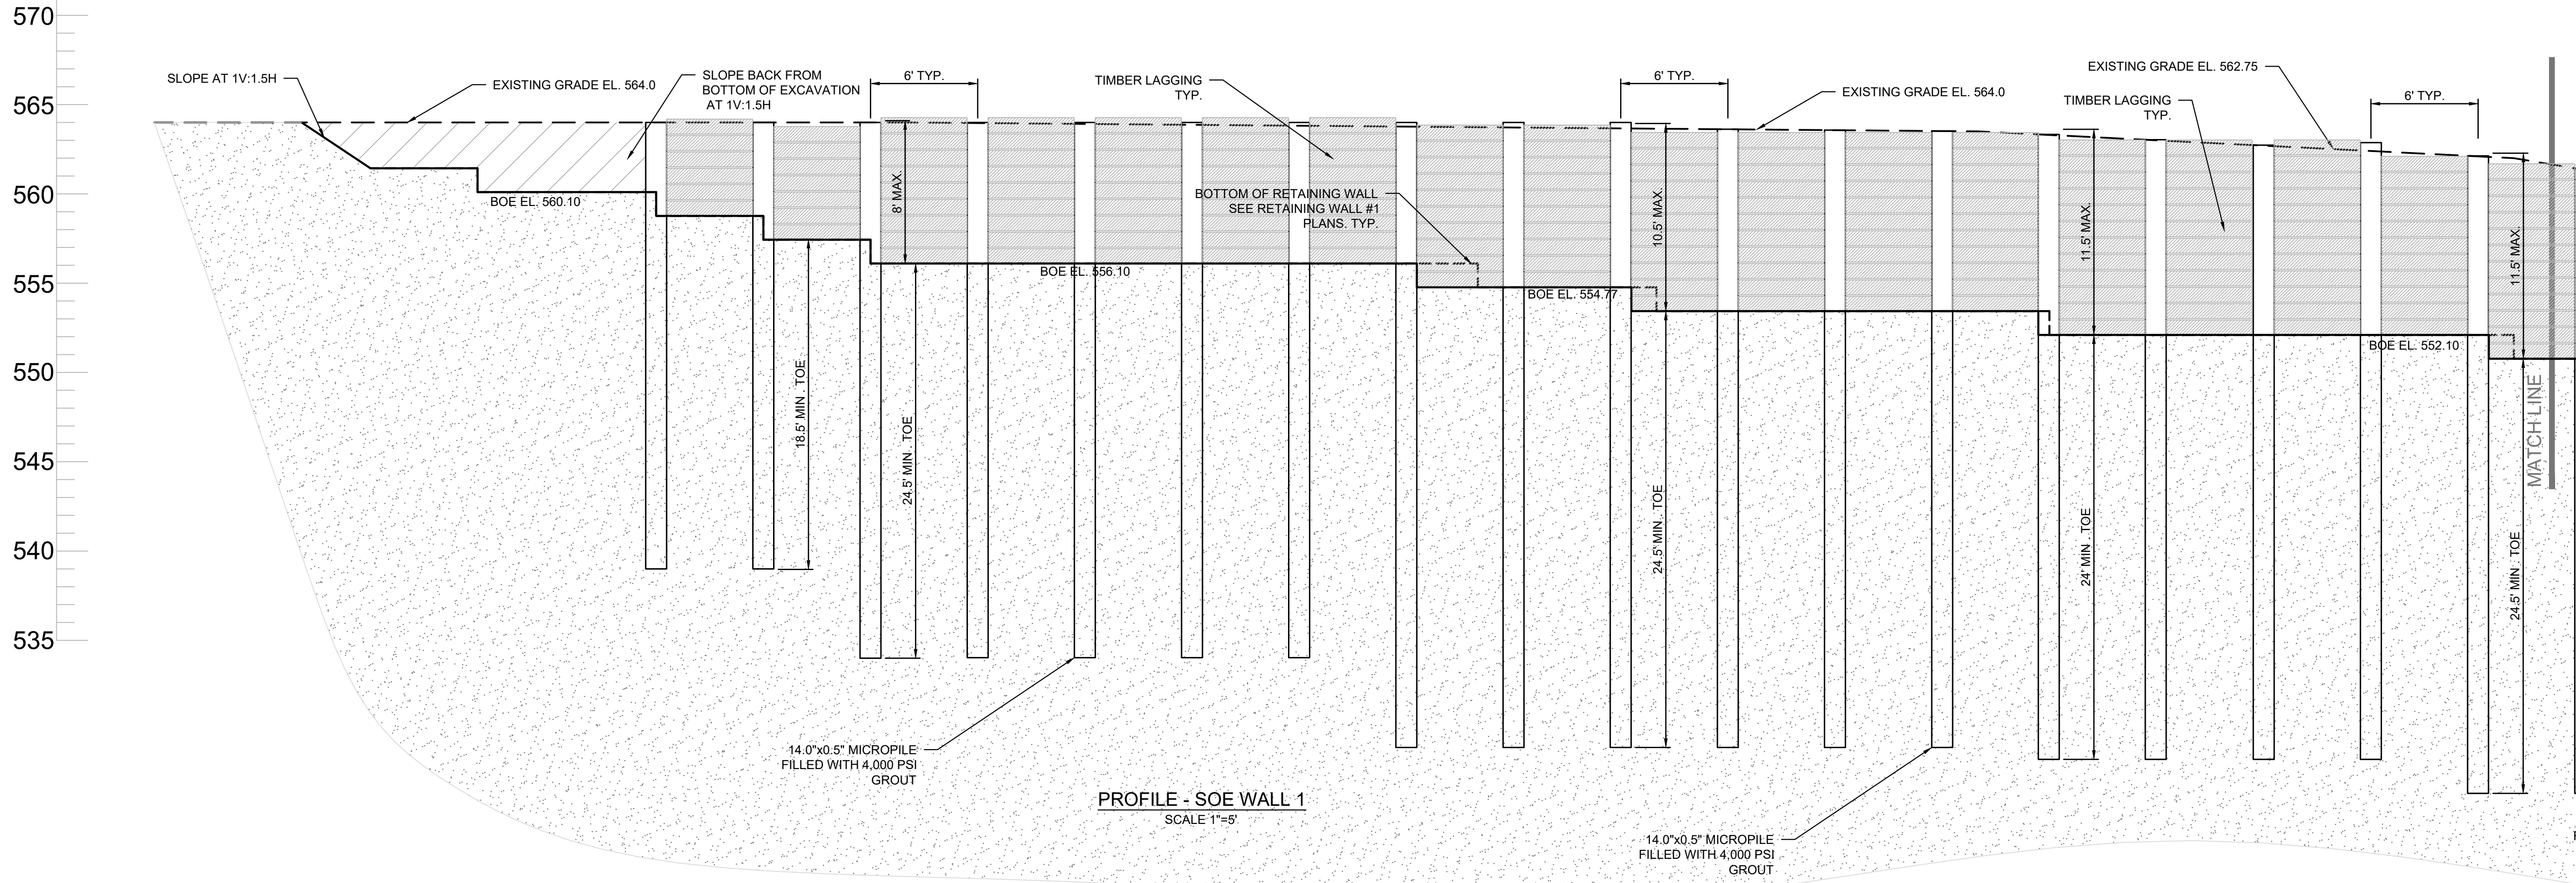 570
565
560
555
550
545
540
535
SLOPE AT 1V:1.5H
EXISTING GRADE EL. 564.0
SLOPE BACK FROM
BOTTOM OF EXCAVATION
AT 1V:1.5H
6' TYP.
TIMBER LAGGING
TYP.
6' TYP.
EXISTING GRADE EL. 564.0
EXISTING GRADE EL. 562.75
TIMBER LAGGING
TYP.
6' TYP.
BOE EL. 560.10
8' MAX.
BOTTOM OF RETAINING WALL
SEE RETAINING WALL #1
PLANS. TYP.
10.5' MAX.
11.5' MAX.
11.5' MAX.
BOE EL. 556.10
BOE EL. 554.77
BOE EL. 552.10
MATCH LINE
18.5' MIN . TOE
24.5' MIN . TOE
24.5' MIN . TOE
24' MIN . TOE
24.5' MIN . TOE
14.0"x0.5" MICROPILE
FILLED WITH 4,000 PSI
GROUT
PROFILE - SOE WALL 1
SCALE 1"=5'
14.0"x0.5" MICROPILE
FILLED WITH 4,000 PSI
GROUT